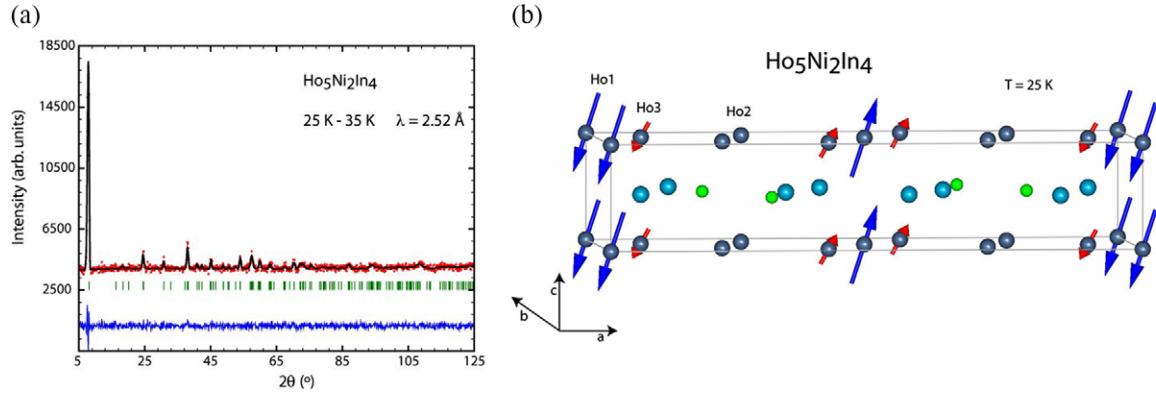 (a)
18500
14500
10500
6500
2500
Intensity (arb. units)
Ho5Ni2In4
25 K - 35 K λ = 2.52 Å
5 25 45 65 85 105 125
2θ (º)
(b)
Ho5Ni2In4
T = 25 K
Ho1
Ho3
Ho2
c
b
a